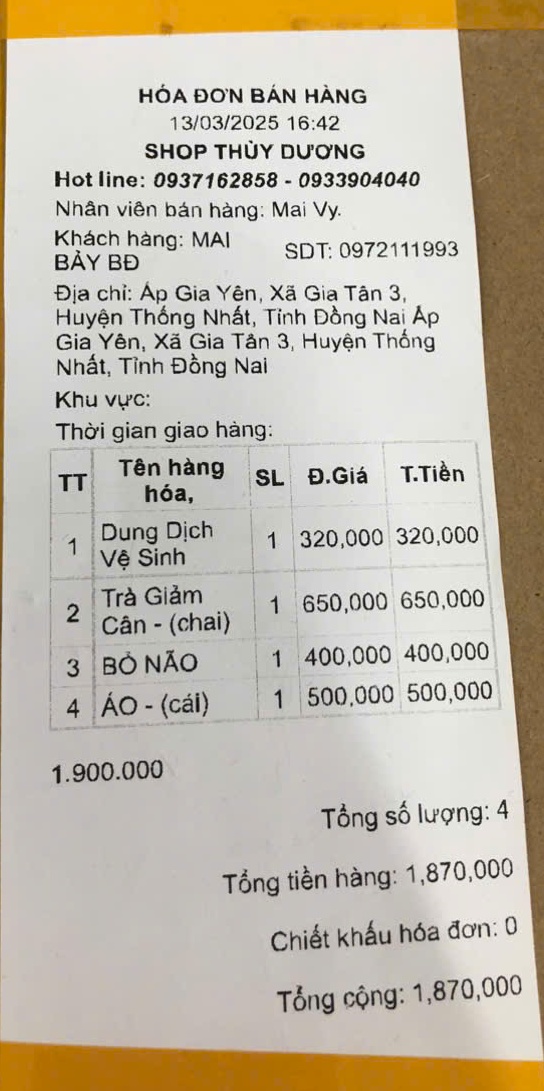 HÓA ĐƠN BÁN HÀNG
13/03/2025 16:42
SHOP THÙY DƯƠNG
Hot line: 0937162858 - 0933904040
Nhân viên bán hàng: Mai Vy.
Khách hàng: MAI BẢY BĐ
SDT: 0972111993
Địa chỉ: Ấp Gia Yên, Xã Gia Tân 3,
Huyện Thống Nhất, Tỉnh Đồng Nai Ấp
Gia Yên, Xã Gia Tân 3, Huyện Thống
Nhất, Tỉnh Đồng Nai
Khu vực:
Thời gian giao hàng:
TT Tên hàng hóa, SL Đ.Giá T.Tiền
1 Dung Dịch Vệ Sinh 1 320,000 320,000
2 Trà Giảm Cân - (chai) 1 650,000 650,000
3 BỎ NÃO 1 400,000 400,000
4 ÁO - (cái) 1 500,000 500,000
1.900.000
Tổng số lượng: 4
Tổng tiền hàng: 1,870,000
Chiết khấu hóa đơn: 0
Tổng cộng: 1,870,000